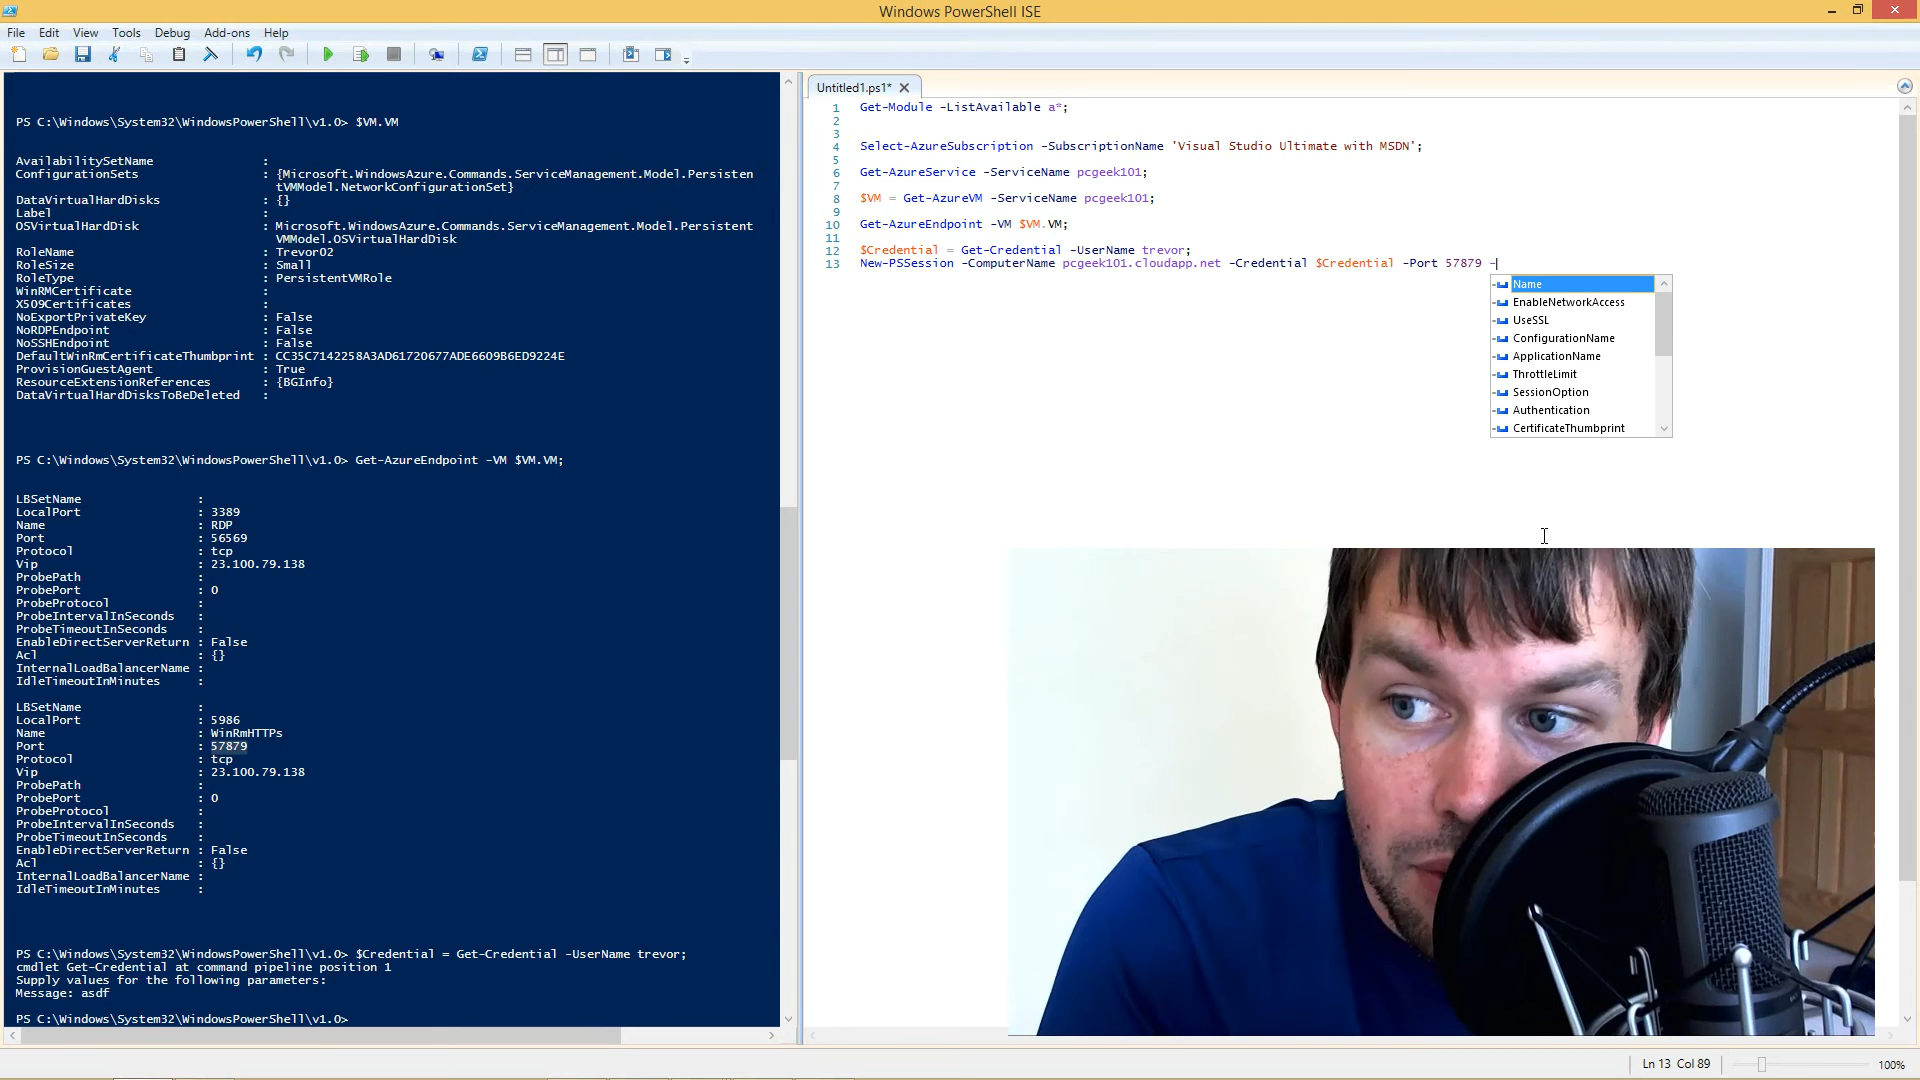 Windows PowerShell ISE
File Edit View Tools Debug Add-ons Help
PS C:\Windows\System32\WindowsPowerShell\v1.0> $VM.VM
AvailabilitySetName :
ConfigurationSets : {Microsoft.WindowsAzure.Commands.ServiceManagement.Model.Persisten
tVMModel.NetworkConfigurationSet}
DataVirtualHardDisks : {}
Label :
OSVirtualHardDisk : Microsoft.WindowsAzure.Commands.ServiceManagement.Model.Persistent
VMModel.OSVirtualHardDisk
RoleName : Trevor02
RoleSize : Small
RoleType : PersistentVMRole
WinRMCertificate :
X509Certificates :
NoExportPrivateKey : False
NoRDPEndpoint : False
NoSSHEndpoint : False
DefaultWinRmCertificateThumbprint : CC35C7142258A3AD61720677ADE6609B6ED9224E
ProvisionGuestAgent : True
ResourceExtensionReferences : {BGInfo}
DataVirtualHardDisksToBeDeleted :
PS C:\Windows\System32\WindowsPowerShell\v1.0> Get-AzureEndpoint -VM $VM.VM;
LBSetName :
LocalPort : 3389
Name : RDP
Port : 56569
Protocol : tcp
Vip : 23.100.79.138
ProbePath :
ProbePort : 0
ProbeProtocol :
ProbeIntervalInSeconds :
ProbeTimeoutInSeconds :
EnableDirectServerReturn : False
Acl : {}
InternalLoadBalancerName :
IdleTimeoutInMinutes :
LBSetName :
LocalPort : 5986
Name : WinRmHTTPs
Port : 57879
Protocol : tcp
Vip : 23.100.79.138
ProbePath :
ProbePort : 0
ProbeProtocol :
ProbeIntervalInSeconds :
ProbeTimeoutInSeconds :
EnableDirectServerReturn : False
Acl : {}
InternalLoadBalancerName :
IdleTimeoutInMinutes :
PS C:\Windows\System32\WindowsPowerShell\v1.0> $Credential = Get-Credential -UserName trevor;
cmdlet Get-Credential at command pipeline position 1
Supply values for the following parameters:
Message: asdf
PS C:\Windows\System32\WindowsPowerShell\v1.0>
Untitled1.ps1*
1 Get-Module -ListAvailable a*;
2
3
4 Select-AzureSubscription -SubscriptionName 'Visual Studio Ultimate with MSDN';
5
6 Get-AzureService -ServiceName pcgeek101;
7
8 $VM = Get-AzureVM -ServiceName pcgeek101;
9
10 Get-AzureEndpoint -VM $VM.VM;
11
12 $Credential = Get-Credential -UserName trevor;
13 New-PSSession -ComputerName pcgeek101.cloudapp.net -Credential $Credential -Port 57879 -
Name
EnableNetworkAccess
UseSSL
ConfigurationName
ApplicationName
ThrottleLimit
SessionOption
Authentication
CertificateThumbprint
Ln 13 Col 89
100%